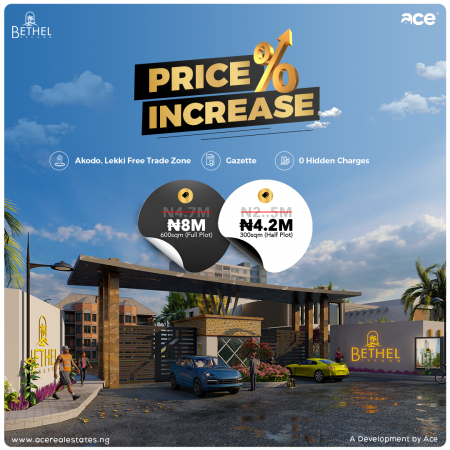 BETHEL
ace
PRICE %
INCREASE
Akodo, Lekki Free Trade Zone
Gazette
0 Hidden Charges
₦4.7M
₦8M
600sqm (Full Plot)
₦2..5M
₦4.2M
300sqm (Half Plot)
BETHEL
BETHEL
www.acerealestates.ng
A Development by Ace